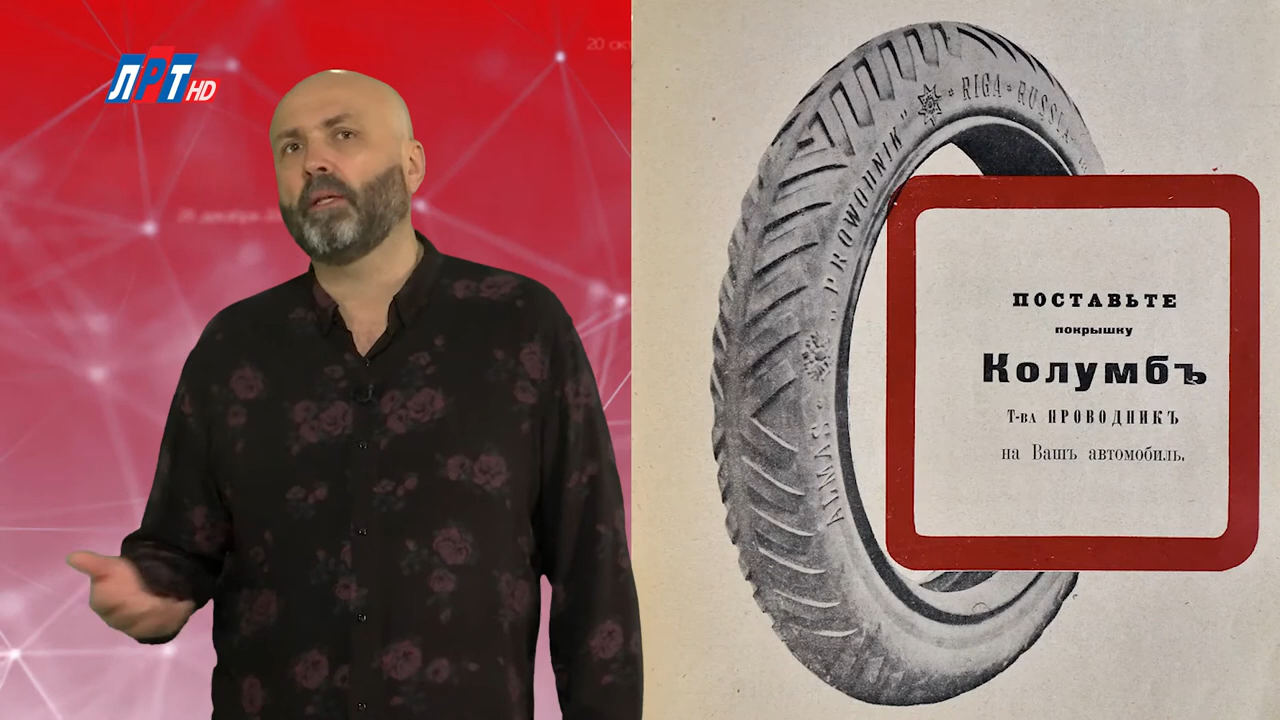 ЛРТ HD
"PROWODNIK" RIGA RUSSIA
ALMAS
ПОСТАВЬТЕ
покрышку
Колумбъ
Т-ва ПРОВОДНИКЪ
на Вашъ автомобиль.